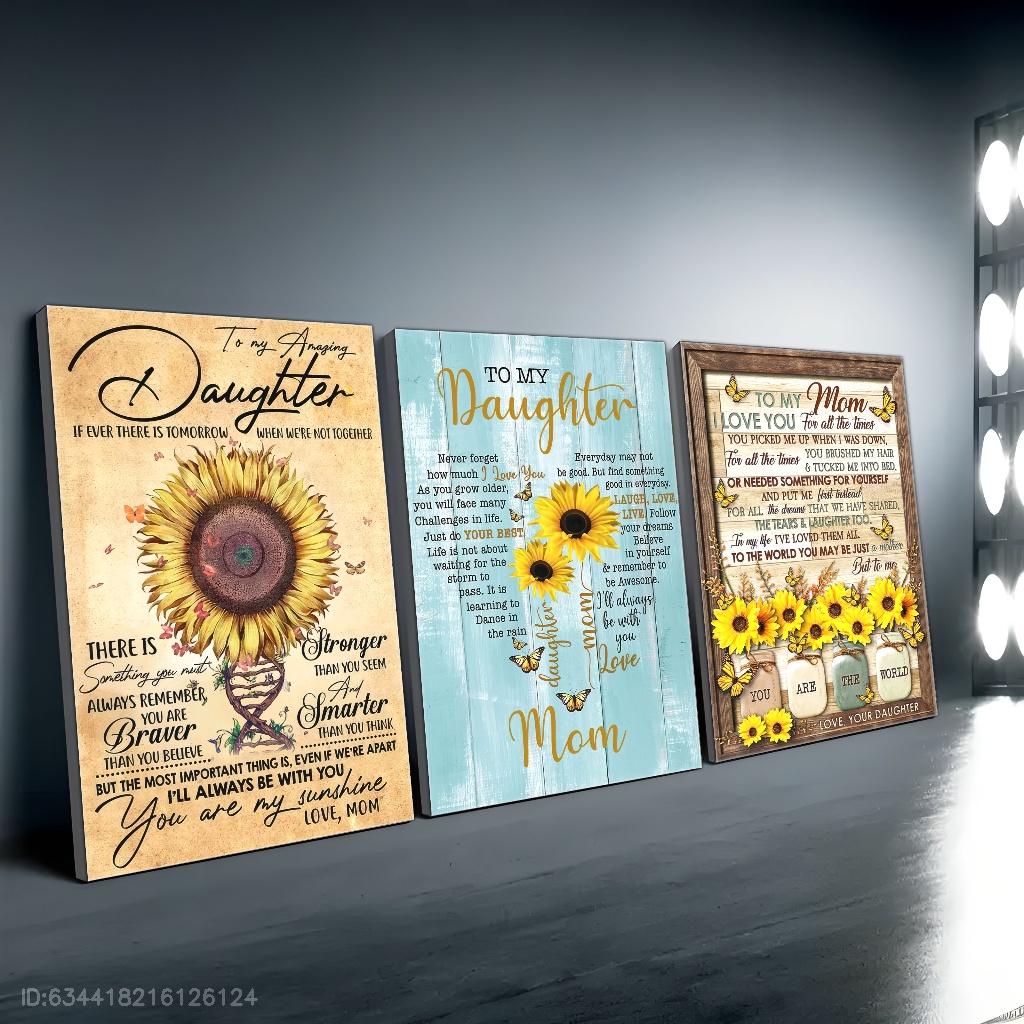 To my Amazing
Daughter
IF EVER THERE IS TOMORROW WHEN WE'RE NOT TOGETHER
THERE IS
Something you must
ALWAYS REMEMBER,
YOU ARE
Braver
THAN YOU BELIEVE
Stronger
THAN YOU SEEM
And
Smarter
THAN YOU THINK
BUT THE MOST IMPORTANT THING IS, EVEN IF WE'RE APART
I'LL ALWAYS BE WITH YOU
You are my sunshine
LOVE, MOM
TO MY
Daughter
Never forget
how much I Love You
As you grow older,
you will face many
Challenges in life.
Just do YOUR BEST
Life is not about
waiting for the
storm to
pass. It is
learning to
Dance in
the rain
Everyday may not
be good. But find something
good in everyday.
LAUGH, LOVE,
LIVE. Follow
your dreams
Believe
in yourself
& remember to
be Awesome.
I'll always
be with
you
Love
daughter
mom
Mom
TO MY Mom
I LOVE YOU For all the times
YOU PICKED ME UP WHEN I WAS DOWN,
For all the times YOU BRUSHED MY HAIR
& TUCKED ME INTO BED,
OR NEEDED SOMETHING FOR YOURSELF
AND PUT ME first instead
FOR ALL the dreams THAT WE HAVE SHARED,
THE TEARS & LAUGHTER TOO.
In my life I'VE LOVED THEM ALL.
TO THE WORLD YOU MAY BE JUST a mother
But to me
YOU
ARE
THE
WORLD
LOVE, YOUR DAUGHTER
ID:634418216126124